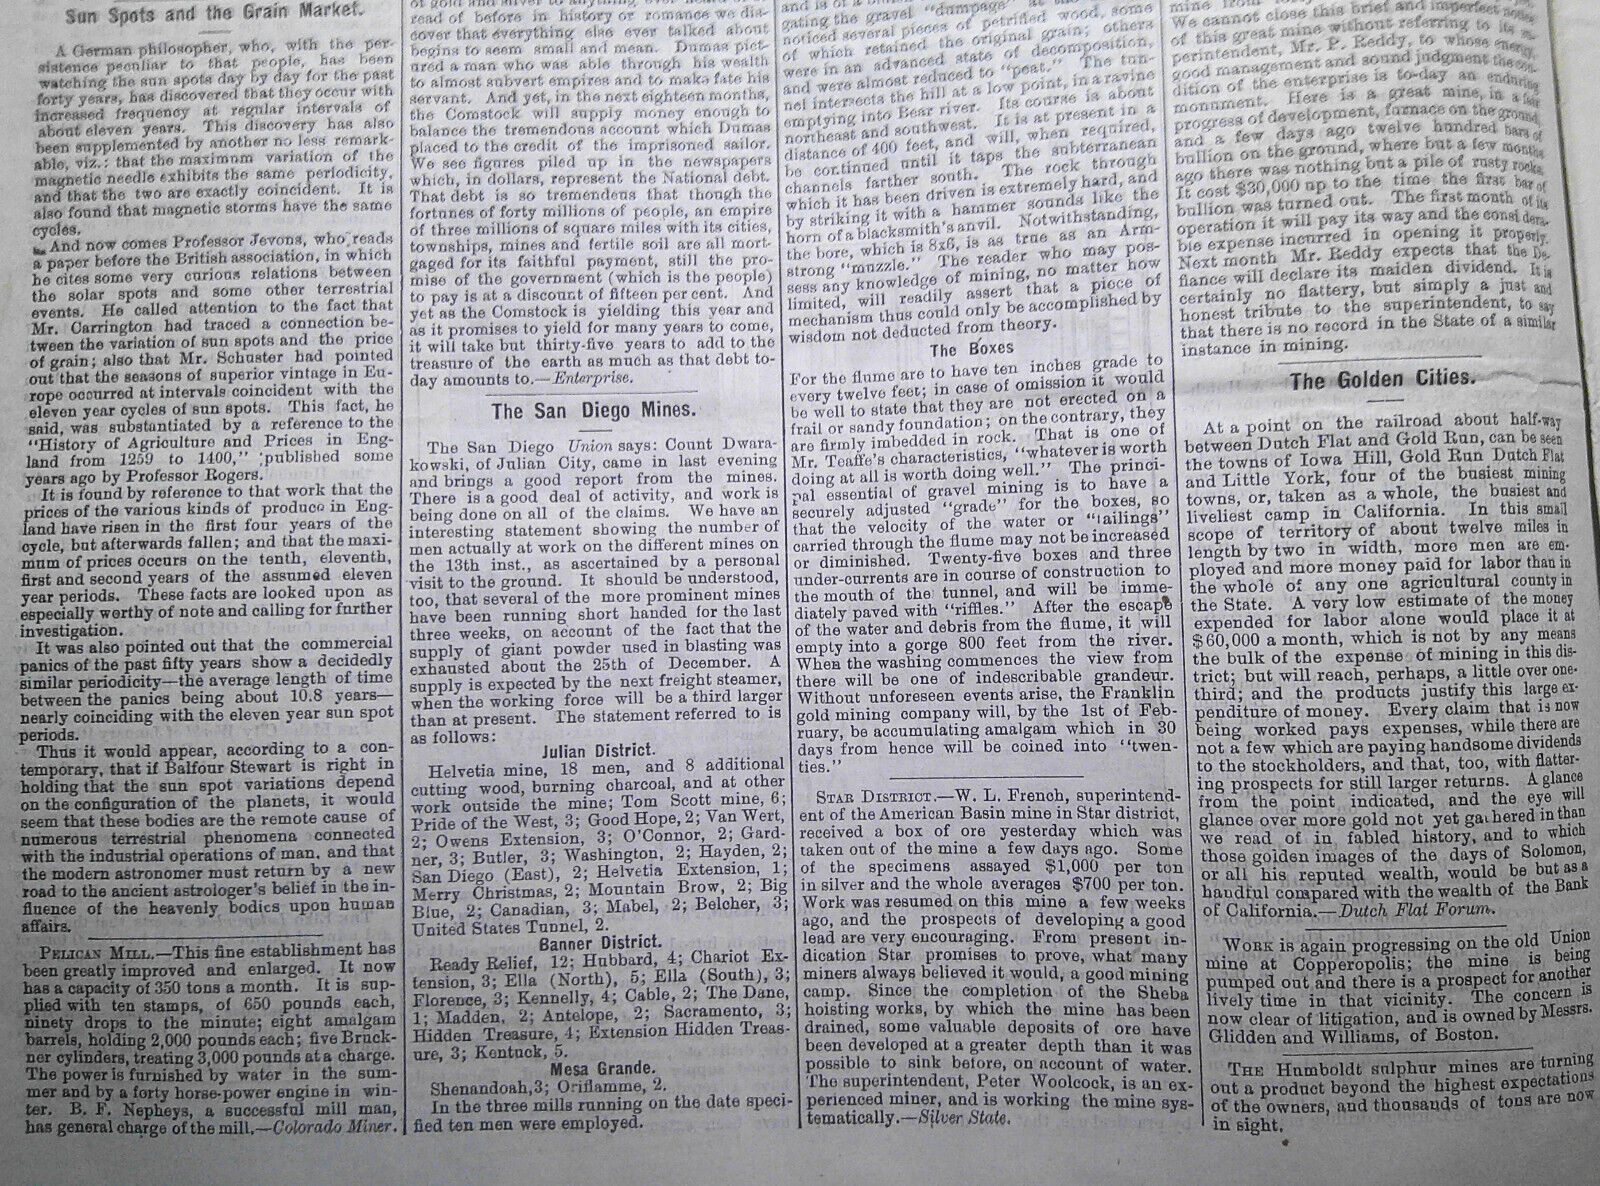 Sun Spots and the Grain Market.
A German philosopher, who, with the per-
sistence peculiar to that people, has been
watching the sun spots day by day for the past
forty years, has discovered that they occur with
increased frequency at regular intervals of
about eleven years. This discovery has also
been supplemented by another no less remark-
able, viz.: that the maximum variation of the
magnetic needle exhibits the same periodicity,
and that the two are exactly coincident. It is
also found that magnetic storms have the same
cycles.
And now comes Professor Jevons, who reads
a paper before the British association, in which
he cites some very curious relations between
the solar spots and some other terrestrial
events. He called attention to the fact that
Mr. Carrington had traced a connection be-
tween the variation of sun spots and the price
of grain; also that Mr. Schuster had pointed
out that the seasons of superior vintage in Eu-
rope occurred at intervals coincident with the
eleven year cycles of sun spots. This fact, he
said, was substantiated by a reference to the
"History of Agriculture and Prices in Eng-
land from 1259 to 1400," published some
years ago by Professor Rogers.
It is found by reference to that work that the
prices of the various kinds of produce in Eng-
land have risen in the first four years of the
cycle, but afterwards fallen; and that the maxi-
mum of prices occurs on the tenth, eleventh,
first and second years of the assumed eleven
year periods. These facts are looked upon as
especially worthy of note and calling for further
investigation.
It was also pointed out that the commercial
panics of the past fifty years show a decidedly
similar periodicity—the average length of time
between the panics being about 10.8 years—
nearly coinciding with the eleven year sun spot
periods.
Thus it would appear, according to a con-
temporary, that if Balfour Stewart is right in
holding that the sun spot variations depend
on the configuration of the planets, it would
seem that these bodies are the remote cause of
numerous terrestrial phenomena connected
with the industrial operations of man, and that
the modern astronomer must return by a new
road to the ancient astrologer's belief in the in-
fluence of the heavenly bodies upon human
affairs.
PELICAN MILL.—This fine establishment has
been greatly improved and enlarged. It now
has a capacity of 350 tons a month. It is sup-
plied with ten stamps, of 650 pounds each,
ninety drops to the minute; eight amalgam
barrels, holding 2,000 pounds each; five Bruck-
ner cylinders, treating 3,000 pounds at a charge.
The power is furnished by water in the sum-
mer and by a forty horse-power engine in win-
ter. B. F. Nepheys, a successful mill man,
has general charge of the mill.—Colorado Miner.
of gold and silver to anything ever heard of or
read of before in history or romance we dis-
cover that everything else ever talked about
begins to seem small and mean. Dumas pict-
ured a man who was able through his wealth
to almost subvert empires and to make fate his
servant. And yet, in the next eighteen months,
the Comstock will supply money enough to
balance the tremendous account which Dumas
placed to the credit of the imprisoned sailor.
We see figures piled up in the newspapers
which, in dollars, represent the National debt.
That debt is so tremendous that though the
fortunes of forty millions of people, an empire
of three millions of square miles with its cities,
townships, mines and fertile soil are all mort-
gaged for its faithful payment, still the pro-
mise of the government (which is the people)
to pay is at a discount of fifteen per cent. And
yet as the Comstock is yielding this year and
as it promises to yield for many years to come,
it will take but thirty-five years to add to the
treasure of the earth as much as that debt to-
day amounts to.—Enterprise.
The San Diego Mines.
The San Diego Union says: Count Dwara-
kowski, of Julian City, came in last evening
and brings a good report from the mines.
There is a good deal of activity, and work is
being done on all of the claims. We have an
interesting statement showing the number of
men actually at work on the different mines on
the 13th inst., as ascertained by a personal
visit to the ground. It should be understood,
too, that several of the more prominent mines
have been running short handed for the last
three weeks, on account of the fact that the
supply of giant powder used in blasting was
exhausted about the 25th of December. A
supply is expected by the next freight steamer,
when the working force will be a third larger
than at present. The statement referred to is
as follows:
Julian District.
Helvetia mine, 18 men, and 8 additional
cutting wood, burning charcoal, and at other
work outside the mine; Tom Scott mine, 6;
Pride of the West, 3; Good Hope, 2; Van Wert,
2; Owens Extension, 3; O'Connor, 2; Gard-
ner, 3; Butler, 3; Washington, 2; Hayden, 2;
San Diego (East), 2; Helvetia Extension, 1;
Merry Christmas, 2; Mountain Brow, 2; Big
Blue, 2; Canadian, 3; Mabel, 2; Belcher, 3;
United States Tunnel, 2.
Banner District.
Ready Relief, 12; Hubbard, 4; Chariot Ex-
tension, 3; Ella (North), 5; Ella (South), 3;
Florence, 3; Kennelly, 4; Cable, 2; The Dane,
1; Madden, 2; Antelope, 2; Sacramento, 3;
Hidden Treasure, 4; Extension Hidden Treas-
ure, 3; Kentuck, 5.
Mesa Grande.
Shenandoah,3; Oriflamme, 2.
In the three mills running on the date speci-
fied ten men were employed.
gating the gravel "dumpage" at the
noticed several pieces of petrified wood, some
of which retained the original grain; others
were in an advanced state of decomposition,
and were almost reduced to "peat." The tun-
nel intersects the hill at a low point, in a ravine
emptying into Bear river. Its course is about
northeast and southwest. It is at present in a
distance of 400 feet, and will, when required,
be continued until it taps the subterranean
channels farther south. The rock through
which it has been driven is extremely hard, and
by striking it with a hammer sounds like the
horn of a blacksmith's anvil. Notwithstanding,
the bore, which is 8x6, is as true as an Arm-
strong "muzzle." The reader who may pos-
sess any knowledge of mining, no matter how
limited, will readily assert that a piece of
mechanism thus could only be accomplished by
wisdom not deducted from theory.
The Boxes
For the flume are to have ten inches grade to
every twelve feet; in case of omission it would
be well to state that they are not erected on a
frail or sandy foundation; on the contrary, they
are firmly imbedded in rock. That is one of
Mr. Teaffe's characteristics, "whatever is worth
doing at all is worth doing well." The princi-
pal essential of gravel mining is to have a
securely adjusted "grade" for the boxes, so
that the velocity of the water or "tailings"
carried through the flume may not be increased
or diminished. Twenty-five boxes and three
under-currents are in course of construction to
the mouth of the tunnel, and will be imme-
diately paved with "riffles." After the escape
of the water and debris from the flume, it will
empty into a gorge 800 feet from the river.
When the washing commences the view from
there will be one of indescribable grandeur.
Without unforeseen events arise, the Franklin
gold mining company will, by the 1st of Feb-
ruary, be accumulating amalgam which in 30
days from hence will be coined into "twen-
ties."
STAR DISTRICT.—W. L. French, superintend-
ent of the American Basin mine in Star district,
received a box of ore yesterday which was
taken out of the mine a few days ago. Some
of the specimens assayed $1,000 per ton
in silver and the whole averages $700 per ton.
Work was resumed on this mine a few weeks
ago, and the prospects of developing a good
lead are very encouraging. From present in-
dication Star promises to prove, what many
miners always believed it would, a good mining
camp. Since the completion of the Sheba
hoisting works, by which the mine has been
drained, some valuable deposits of ore have
been developed at a greater depth than it was
possible to sink before, on account of water.
The superintendent, Peter Woolcock, is an ex-
perienced miner, and is working the mine sys-
tematically.—Silver State.
We cannot close this brief and imperfect notes
of this great mine without referring to its su-
perintendent, Mr. P. Reddy, to whose energy,
good management and sound judgment the con-
dition of the enterprise is to-day an enduring
monument. Here is a great mine, in a fair
progress of development, furnace on the ground,
and a few days ago twelve hundred bars of
bullion on the ground, where but a few months
ago there was nothing but a pile of rusty rocks.
It cost $30,000 up to the time the first bar of
bullion was turned out. The first month of its
operation it will pay its way and the considera-
ble expense incurred in opening it properly.
Next month Mr. Reddy expects that the De-
fiance will declare its maiden dividend. It is
certainly no flattery, but simply a just and
honest tribute to the superintendent, to say
that there is no record in the State of a similar
instance in mining.
The Golden Cities.
At a point on the railroad about half-way
between Dutch Flat and Gold Run, can be seen
the towns of Iowa Hill, Gold Run Dutch Flat
and Little York, four of the busiest mining
towns, or, taken as a whole, the busiest and
liveliest camp in California. In this small
scope of territory of about twelve miles in
length by two in width, more men are em-
ployed and more money paid for labor than in
the whole of any one agricultural county in
the State. A very low estimate of the money
expended for labor alone would place it at
$60,000 a month, which is not by any means
the bulk of the expense of mining in this dis-
trict; but will reach, perhaps, a little over one-
third; and the products justify this large ex-
penditure of money. Every claim that is now
being worked pays expenses, while there are
not a few which are paying handsome dividends
to the stockholders, and that, too, with flatter-
ing prospects for still larger returns. A glance
from the point indicated, and the eye will
glance over more gold not yet gathered in than
we read of in fabled history, and to which
those golden images of the days of Solomon,
or all his reputed wealth, would be but as a
handful compared with the wealth of the Bank
of California.—Dutch Flat Forum.
WORK is again progressing on the old Union
mine at Copperopolis; the mine is being
pumped out and there is a prospect for another
lively time in that vicinity. The concern is
now clear of litigation, and is owned by Messrs.
Glidden and Williams, of Boston.
THE Humboldt sulphur mines are turning
out a product beyond the highest expectations
of the owners, and thousands of tons are now
in sight.